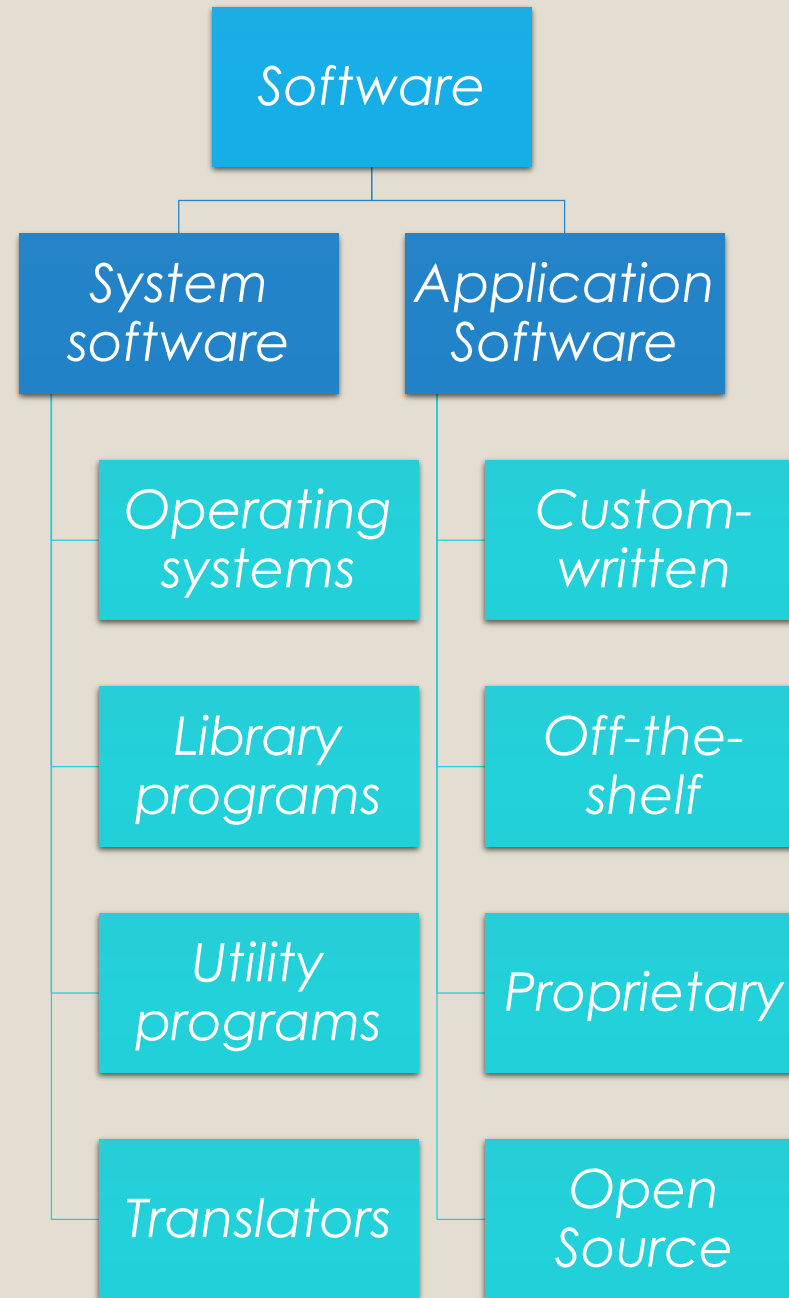 Software
System
software
Application
Software
Operating
systems
Custom-
written
Library
programs
Off-the-
shelf
Utility
programs
Proprietary
Translators
Open
Source